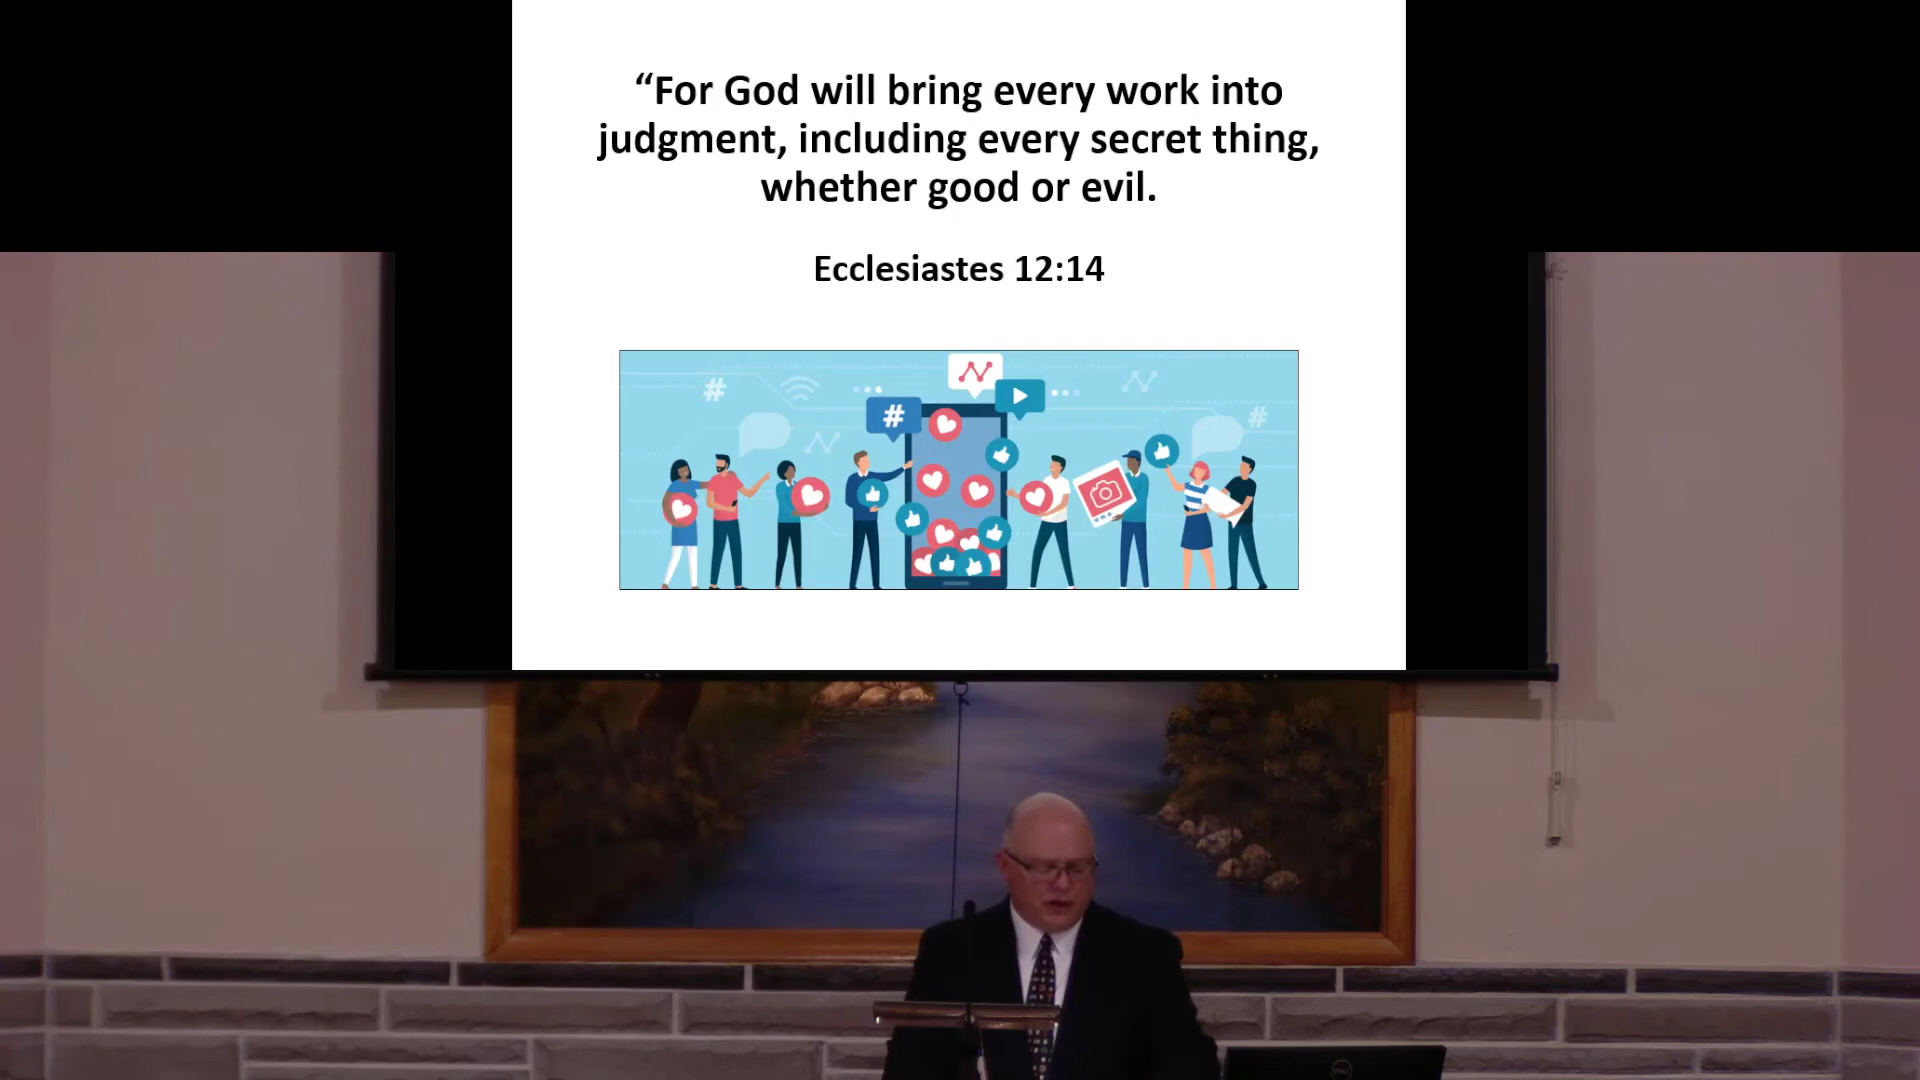 “For God will bring every work into
judgment, including every secret thing,
whether good or evil.
Ecclesiastes 12:14
#
#
#
DELL